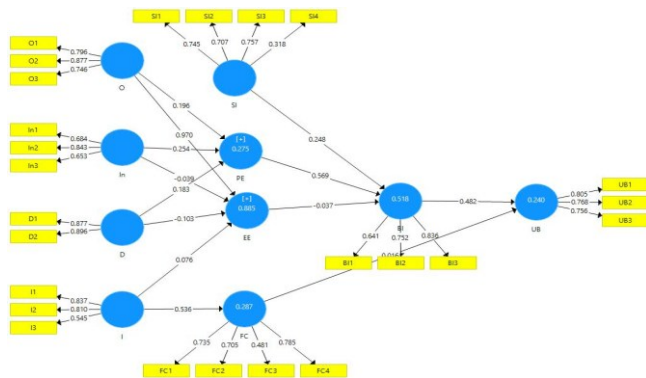 SI1 SI2 SI3 SI4
0.745 0.707 0.757 0.318
O1 0.796
O2 0.877
O3 0.746
O
SI
0.196
0.970
0.248
In1 0.684
In2 0.843
In3 0.653
In
0.254
-0.039
0.183
[+]
0.275
PE
0.569
D1 0.877
D2 0.896
D
-0.103
[+]
0.885
EE
-0.037
0.518
BI
0.482
0.240
UB
0.805 UB1
0.768 UB2
0.756 UB3
0.076
0.641 0.752 0.836
BI1 BI2 BI3
I1 0.837
I2 0.810
I3 0.545
I
0.536
0.287
FC
0.735 0.705 0.481 0.785
FC1 FC2 FC3 FC4